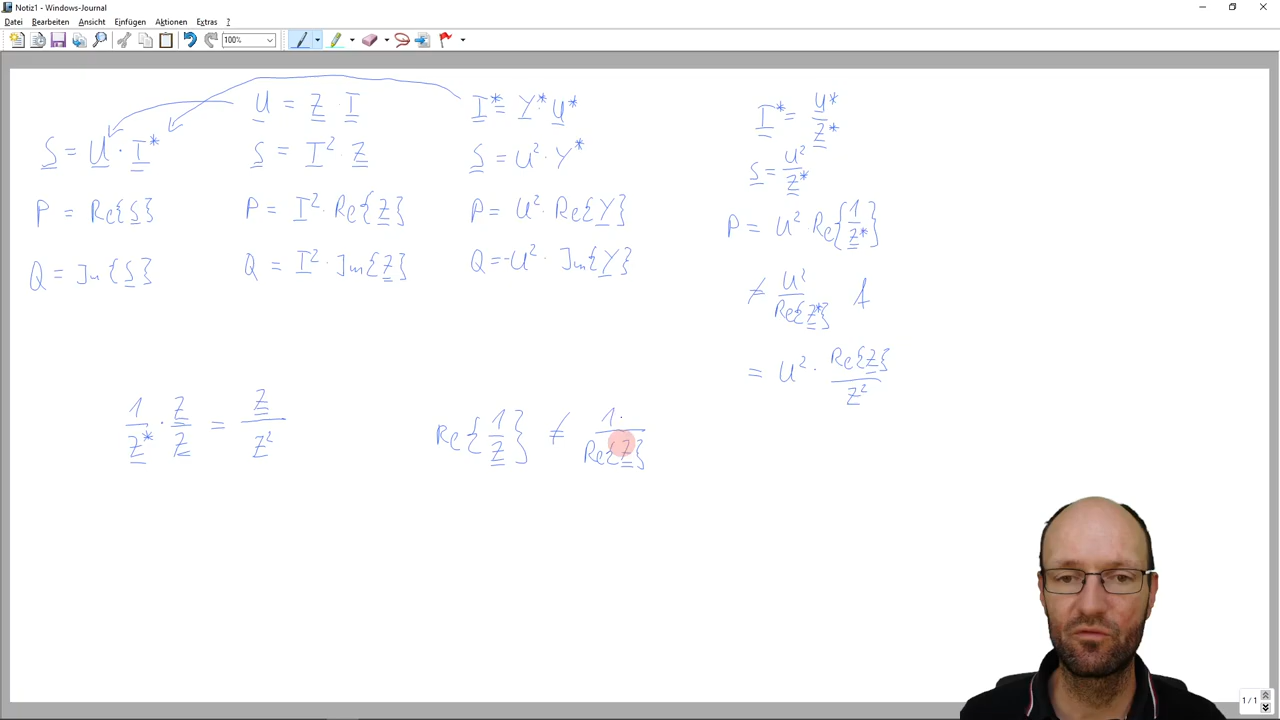 Notiz1 - Windows-Journal
Datei Bearbeiten Ansicht Einfügen Aktionen Extras ?
100%
U = Z · I
I* = Y* · U*
I* = U*/Z*
S = U · I*
S = I² · Z
S = U² · Y*
S = U²/Z*
P = Re{S}
P = I² · Re{Z}
P = U² · Re{Y}
P = U² · Re{1/Z*}
Q = Im{S}
Q = I² · Im{Z}
Q = -U² · Im{Y}
≠ U²/Re{Z*}
= U² · Re{Z}/Z²
1/Z* · Z/Z = Z/Z²
Re{1/Z} ≠ 1/Re{Z}
1 / 1